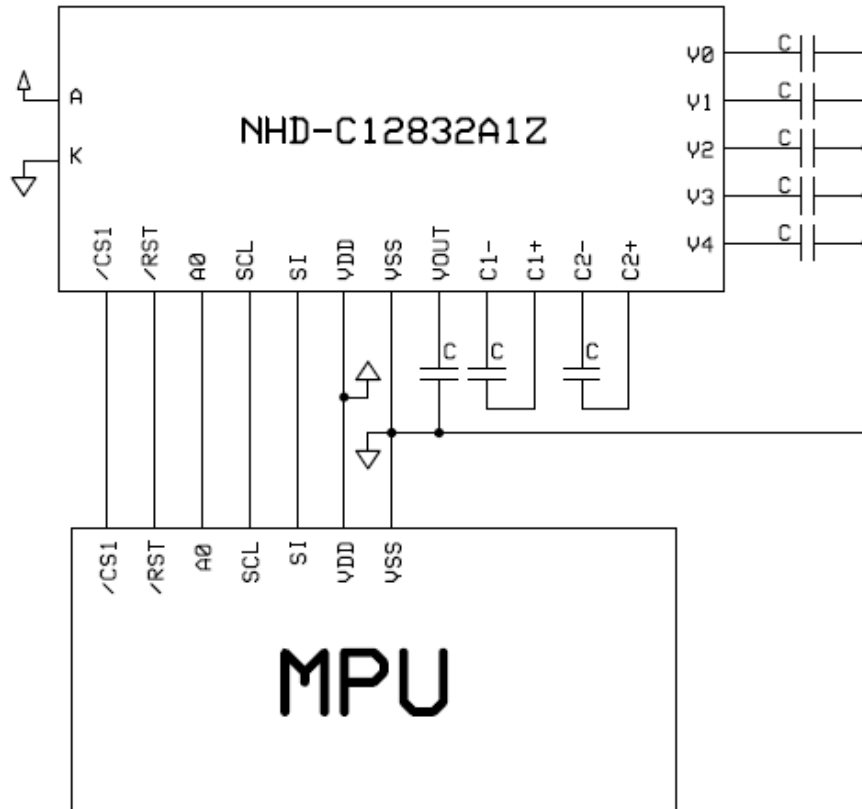 C
V0
C
A
V1
NHD-C12832A1Z
C
K
V2
C
V3
C
V4
/CS1
/RST
A0
SCL
SI
VDD
VSS
VOUT
C1-
C1+
C2-
C2+
C
C
C
/CS1
/RST
A0
SCL
SI
VDD
VSS
MPU